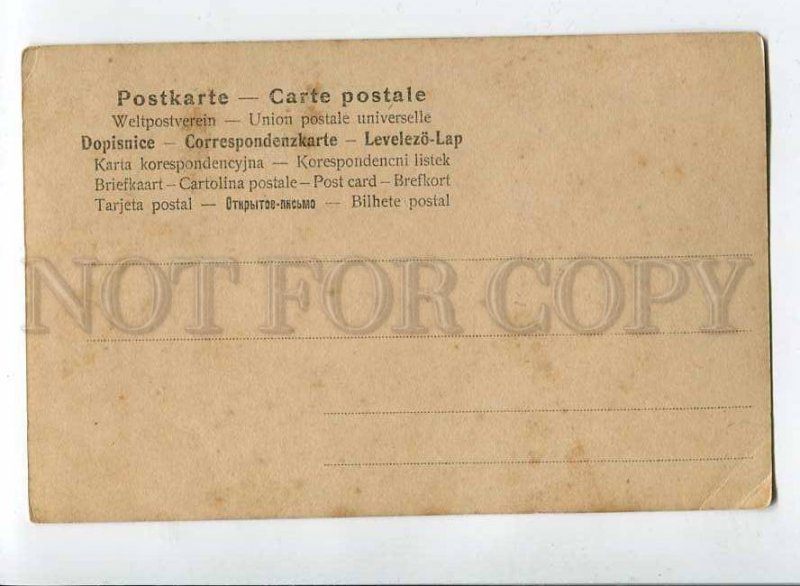 Postkarte — Carte postale
Weltpostverein — Union postale universelle
Dopisnice — Correspondenzkarte — Levelező-Lap
Karta korespondencyjna — Korespondencni listek
Briefkaart — Cartolina postale — Post card — Brefkort
Tarjeta postal — Открытое-письмо — Bilhete postal
NOT FOR COPY